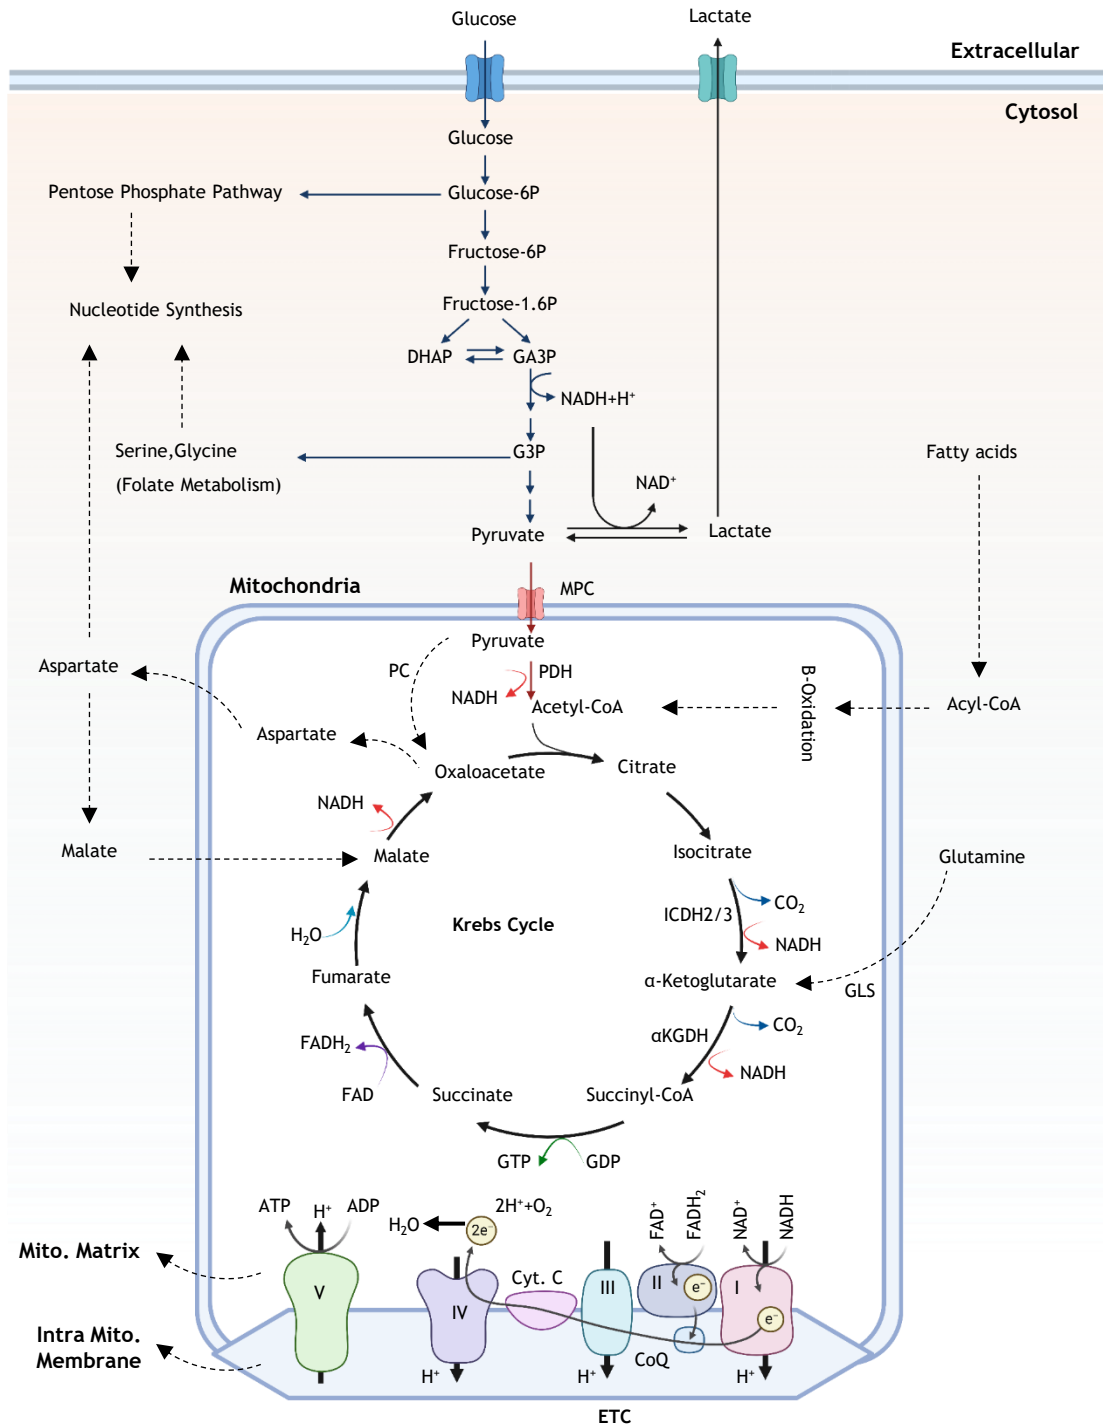 Glucose
Lactate
Extracellular
Cytosol
Glucose
Pentose Phosphate Pathway
Glucose-6P
Fructose-6P
Nucleotide Synthesis
Fructose-1.6P
DHAP
GA3P
NADH+H⁺
Serine,Glycine
(Folate Metabolism)
G3P
Fatty acids
NAD⁺
Pyruvate
Lactate
Mitochondria
MPC
Pyruvate
Aspartate
PC
PDH
NADH
Acetyl-CoA
B-Oxidation
Acyl-CoA
Aspartate
Oxaloacetate
Citrate
NADH
Malate
Malate
Isocitrate
Glutamine
ICDH2/3
CO₂
Krebs Cycle
H₂O
NADH
Fumarate
α-Ketoglutarate
GLS
CO₂
FADH₂
αKGDH
NADH
FAD
Succinate
Succinyl-CoA
GTP
GDP
ATP
H⁺
ADP
H₂O
2e⁻
2H⁺+O₂
FAD⁺
FADH₂
NAD⁺
NADH
Mito. Matrix
V
IV
Cyt. C
III
II
e⁻
I
e⁻
Intra Mito.
Membrane
H⁺
H⁺
CoQ
H⁺
ETC